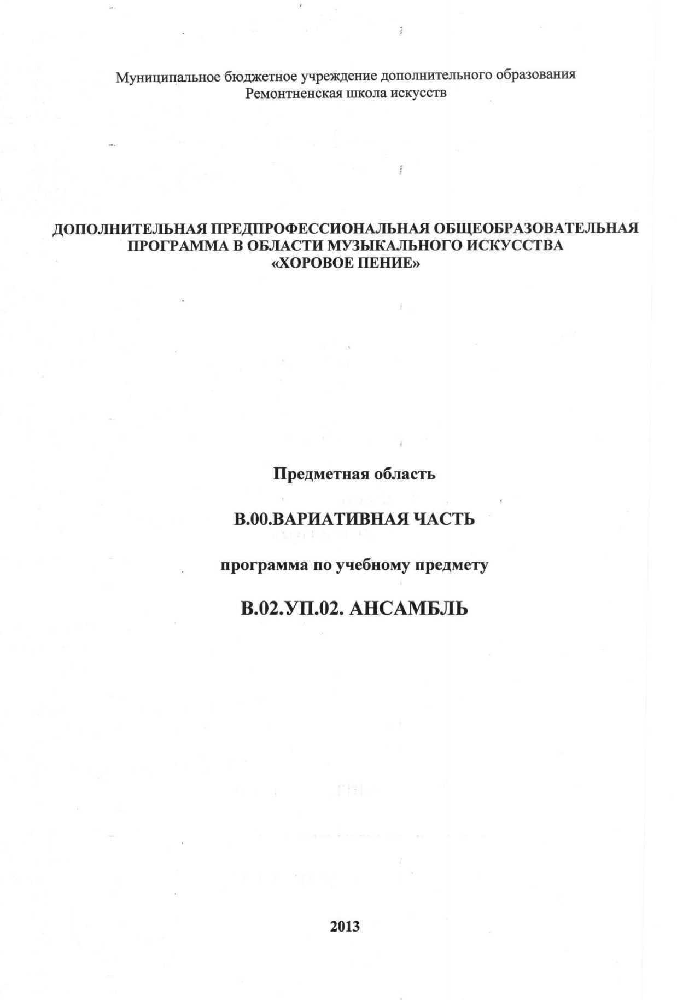 Муниципальное бюджетное учреждение дополнительного образования
Ремонтненская школа искусств
ДОПОЛНИТЕЛЬНАЯ ПРЕДПРОФЕССИОНАЛЬНАЯ ОБЩЕОБРАЗОВАТЕЛЬНАЯ
ПРОГРАММА В ОБЛАСТИ МУЗЫКАЛЬНОГО ИСКУССТВА
«ХОРОВОЕ ПЕНИЕ»
Предметная область
В.00.ВАРИАТИВНАЯ ЧАСТЬ
программа по учебному предмету
В.02.УП.02. АНСАМБЛЬ
2013